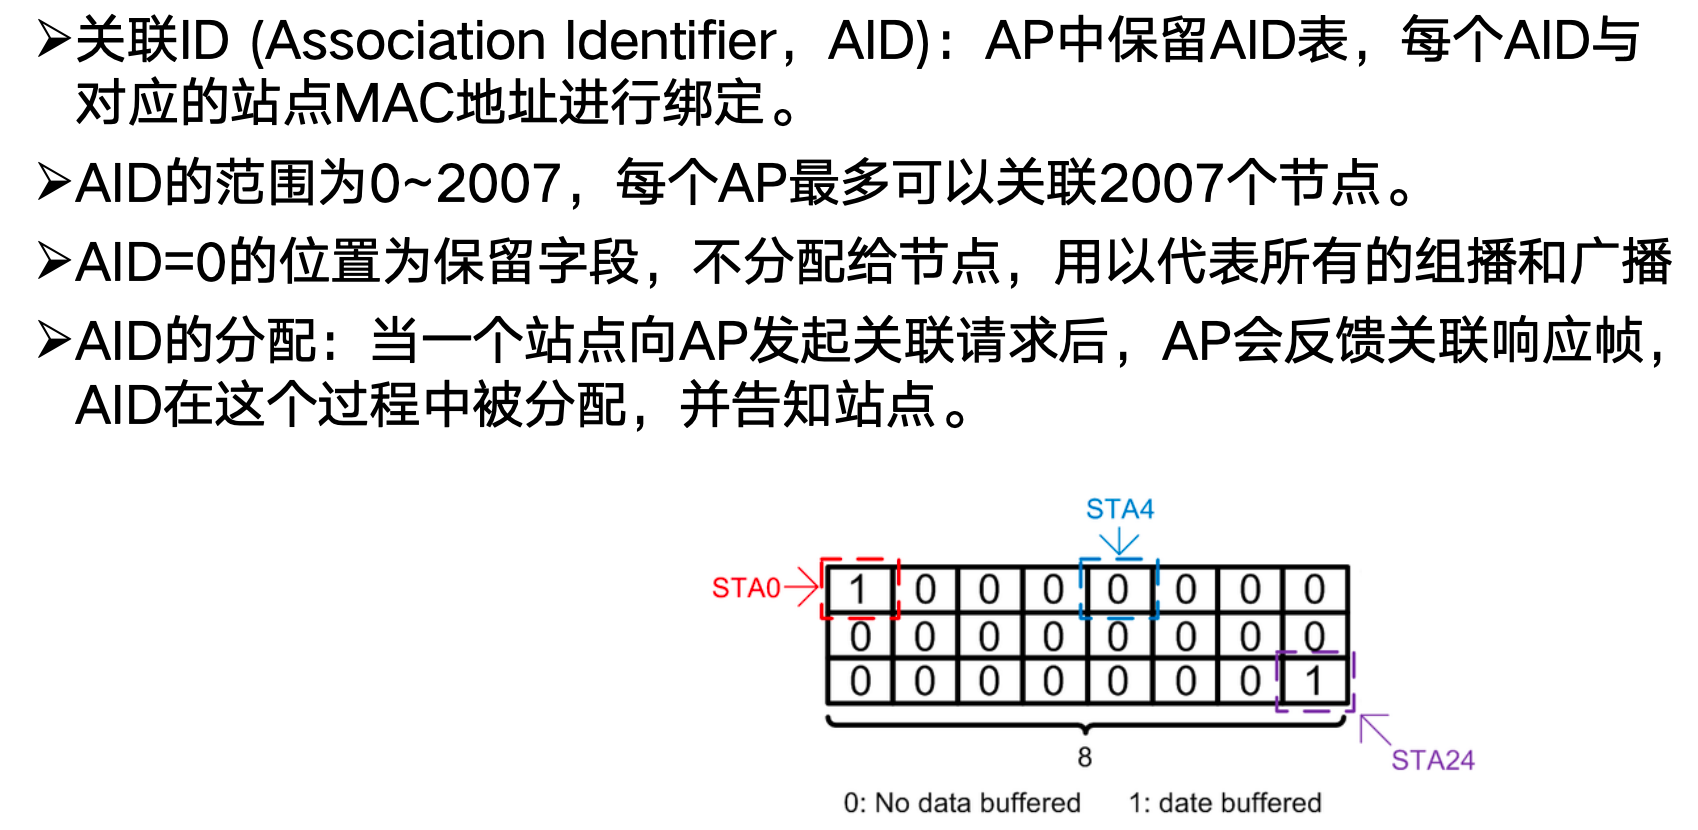 ➢关联ID (Association Identifier，AID)：AP中保留AID表，每个AID与
对应的站点MAC地址进行绑定。
➢AID的范围为0~2007，每个AP最多可以关联2007个节点。
➢AID=0的位置为保留字段，不分配给节点，用以代表所有的组播和广播
➢AID的分配：当一个站点向AP发起关联请求后，AP会反馈关联响应帧，
AID在这个过程中被分配，并告知站点。
STA4
STA0
1 0 0 0 0 0 0 0
0 0 0 0 0 0 0 0
0 0 0 0 0 0 0 1
8
STA24
0: No data buffered 1: date buffered